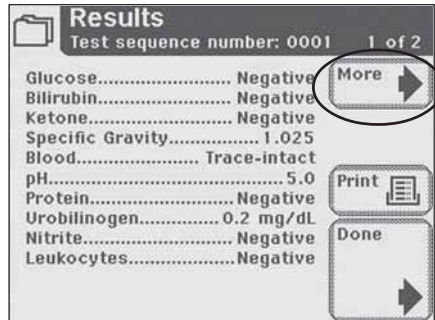 Results
Test sequence number: 0001 1 of 2
Glucose.............................. Negative
Bilirubin............................. Negative
Ketone............................... Negative
Specific Gravity.................. 1.025
Blood........................ Trace-intact
pH............................................ 5.0
Protein............................... Negative
Urobilinogen............... 0.2 mg/dL
Nitrite................................ Negative
Leukocytes...................... Negative
More
Print
Done